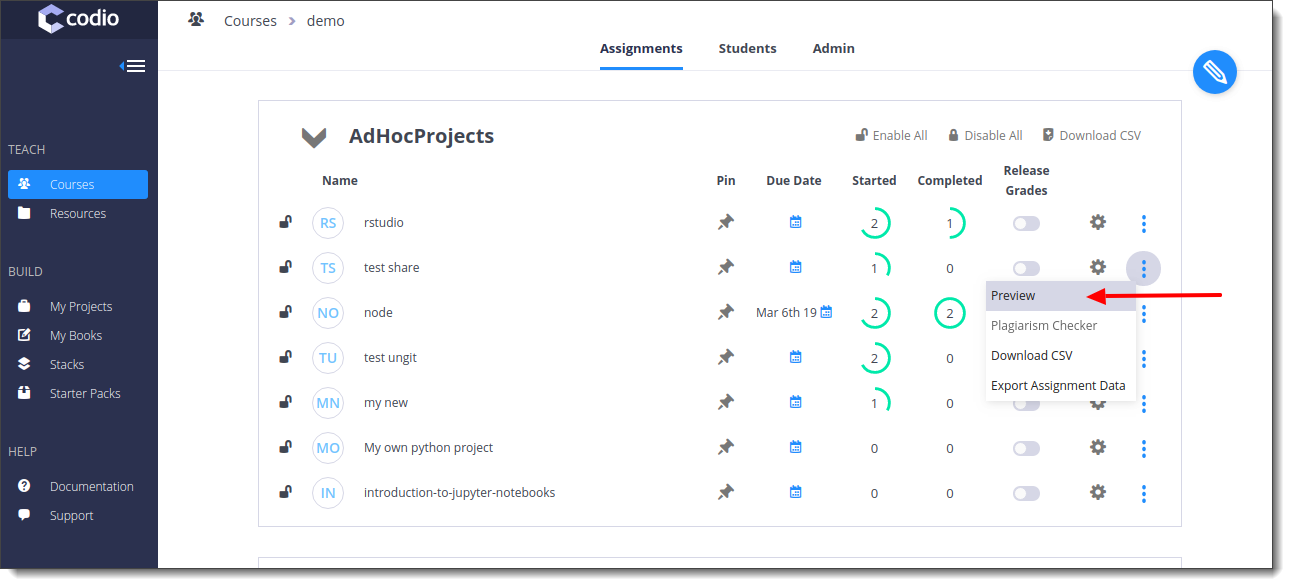 codio
Courses > demo
Assignments Students Admin
TEACH
Courses
Resources
BUILD
My Projects
My Books
Stacks
Starter Packs
HELP
Documentation
Support
AdHocProjects Enable All Disable All Download CSV
Name Pin Due Date Started Completed Release Grades
RS rstudio 2 1
TS test share 1 0
NO node Mar 6th 19 2 2
TU test ungit 2 0
MN my new 1 0
MO My own python project 0 0
IN introduction-to-jupyter-notebooks 0 0
Preview
Plagiarism Checker
Download CSV
Export Assignment Data